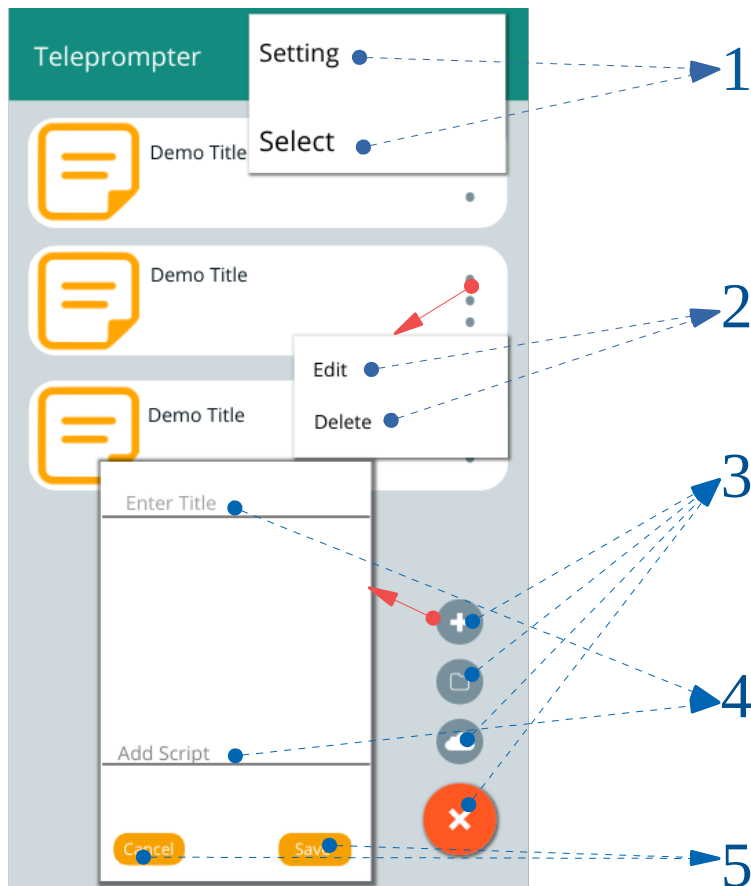 Teleprompter
Setting
Select
1
Demo Title
Demo Title
2
Edit
Delete
Demo Title
3
Enter Title
4
Add Script
Cancel
Save
5